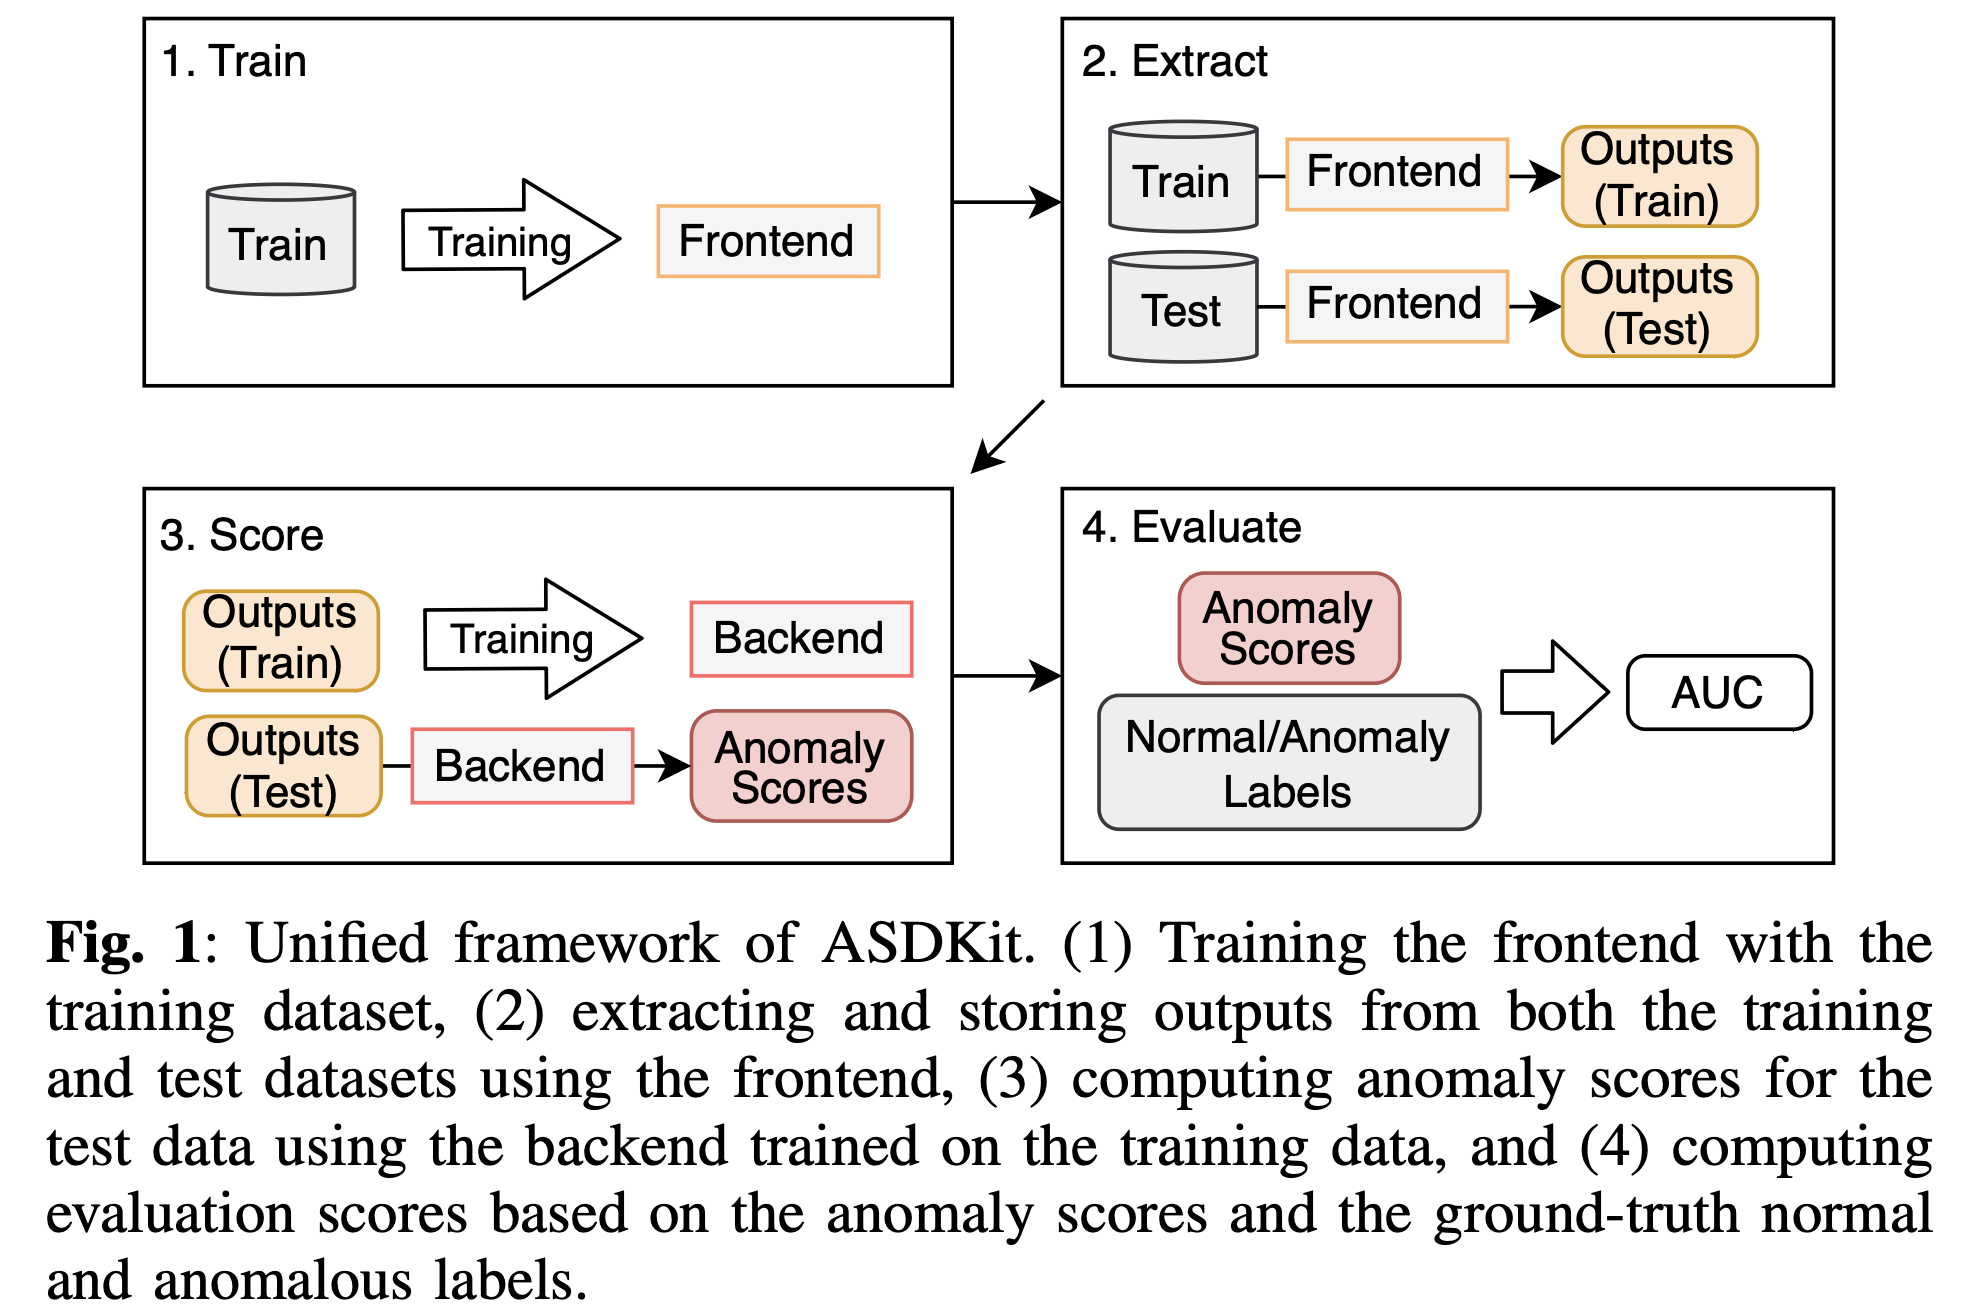 1. Train
Train
Training
Frontend
2. Extract
Train
Frontend
Outputs
(Train)
Test
Frontend
Outputs
(Test)
3. Score
Outputs
(Train)
Training
Backend
Outputs
(Test)
Backend
Anomaly
Scores
4. Evaluate
Anomaly
Scores
Normal/Anomaly
Labels
AUC
Fig. 1: Unified framework of ASDKit. (1) Training the frontend with the
training dataset, (2) extracting and storing outputs from both the training
and test datasets using the frontend, (3) computing anomaly scores for the
test data using the backend trained on the training data, and (4) computing
evaluation scores based on the anomaly scores and the ground-truth normal
and anomalous labels.